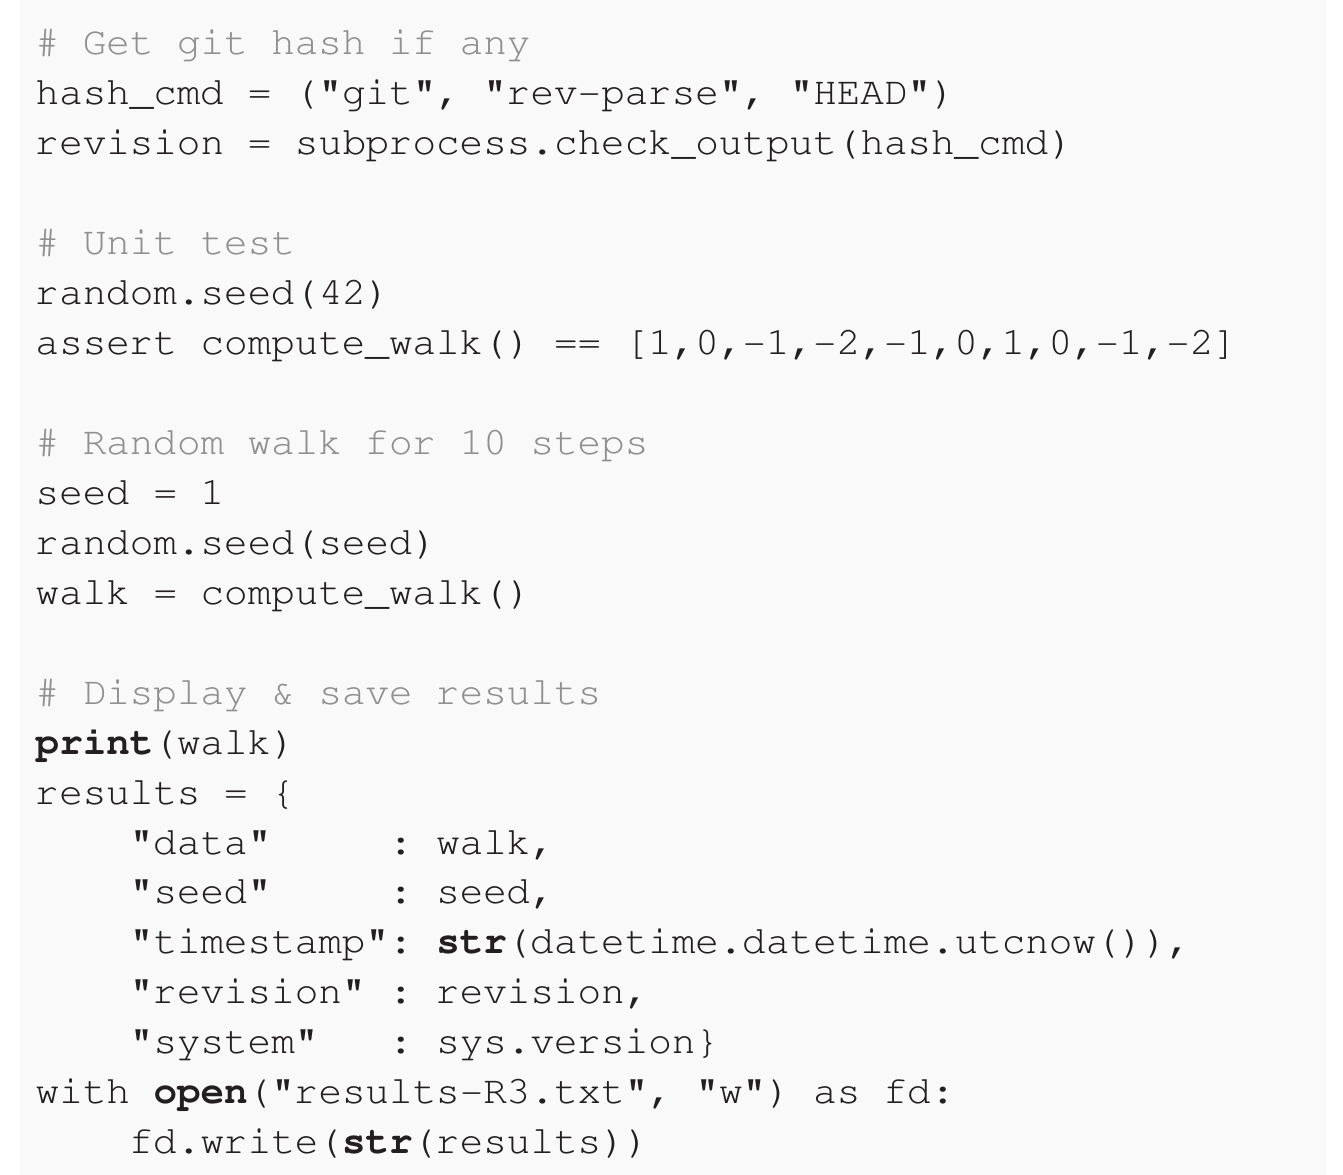 # Get git hash if any
hash_cmd = ("git", "rev-parse", "HEAD")
revision = subprocess.check_output(hash_cmd)

# Unit test
random.seed(42)
assert compute_walk() == [1,0,-1,-2,-1,0,1,0,-1,-2]

# Random walk for 10 steps
seed = 1
random.seed(seed)
walk = compute_walk()

# Display & save results
print(walk)
results = {
    "data"     : walk,
    "seed"     : seed,
    "timestamp": str(datetime.datetime.utcnow()),
    "revision" : revision,
    "system"   : sys.version}
with open("results-R3.txt", "w") as fd:
    fd.write(str(results))